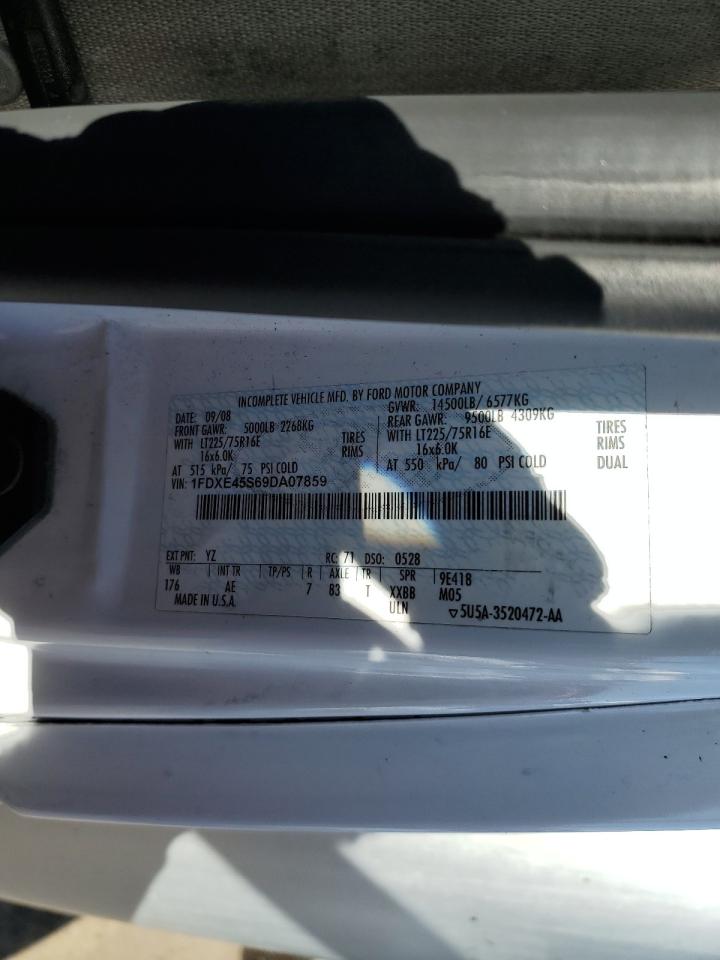 INCOMPLETE VEHICLE MFD. BY FORD MOTOR COMPANY
DATE: 09/08 GVWR: 14500LB/ 6577KG
FRONT GAWR: 5000LB 2268KG REAR GAWR: 9500LB 4309KG
WITH LT225/75R16E TIRES WITH LT225/75R16E TIRES
16x6.0K RIMS 16x6.0K RIMS
AT 515 kPa/ 75 PSI COLD AT 550 kPa/ 80 PSI COLD DUAL
VIN: 1FDXE45S69DA07859
EXT PNT: YZ RC: 71 DSO: 0528
WB INT TR TP/PS R AXLE TR SPR 9E418
176 AE 7 83 T XXBB M05
MADE IN U.S.A. ULN ▽5U5A-3520472-AA